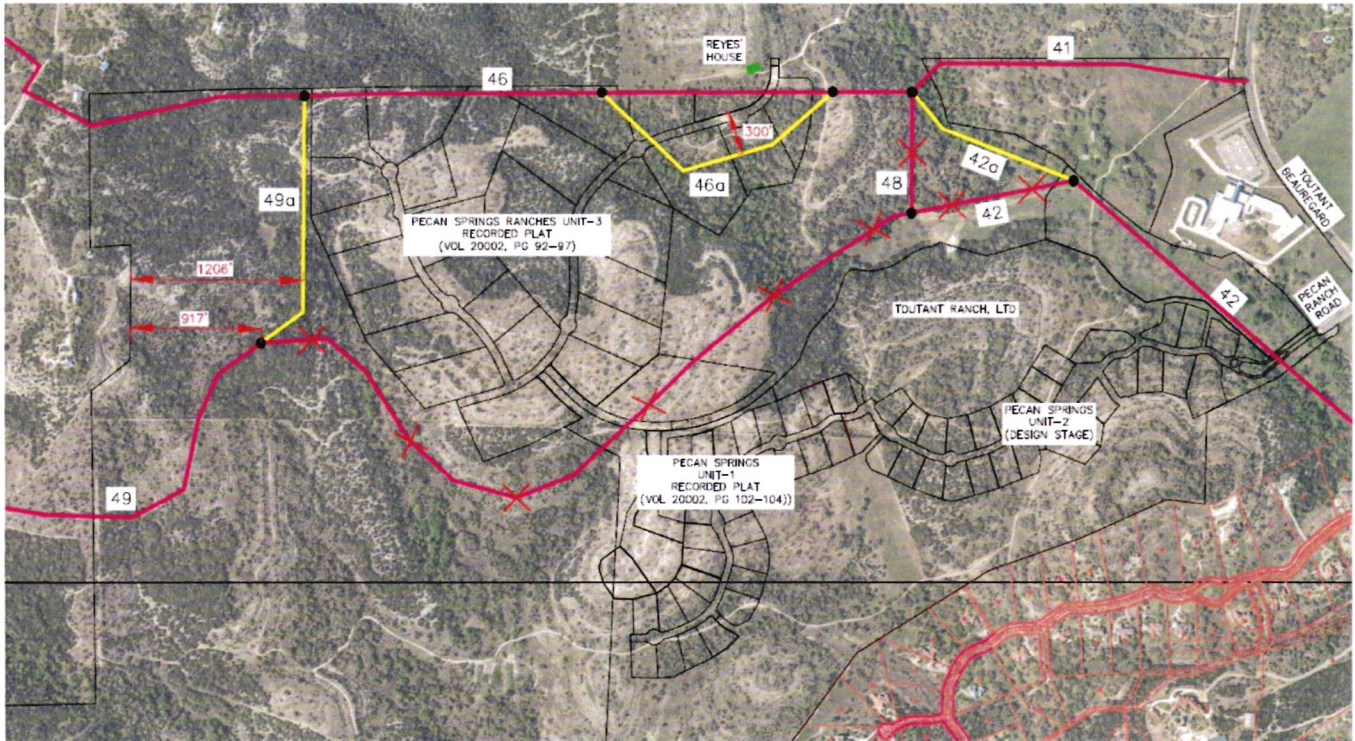 41
REYES'
HOUSE
46
300'
42a
46a
49a
48
42
TOUTANT
BEAUREGARD
PECAN SPRINGS RANCHES UNIT-3
RECORDED PLAT
(VOL 20002, PG 92-97)
1206'
917'
TOUTANT RANCH, LTD
PECAN
RANCH
ROAD
42
PECAN SPRINGS
UNIT-2
(DESIGN STAGE)
PECAN SPRINGS
UNIT-1
RECORDED PLAT
(VOL 20002, PG 102-104))
49